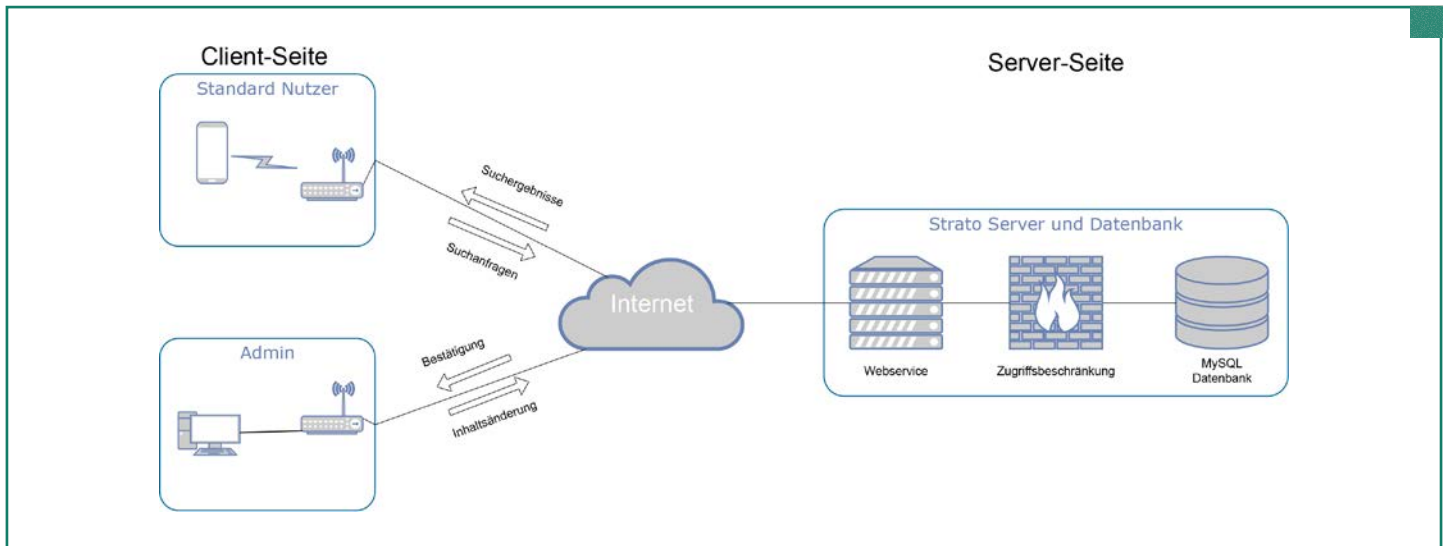 Client-Seite
Standard Nutzer
Suchergebnisse
Suchanfragen
Admin
Bestätigung
Inhaltsänderung
Internet
Server-Seite
Strato Server und Datenbank
Webservice
Zugriffsbeschränkung
MySQL
Datenbank